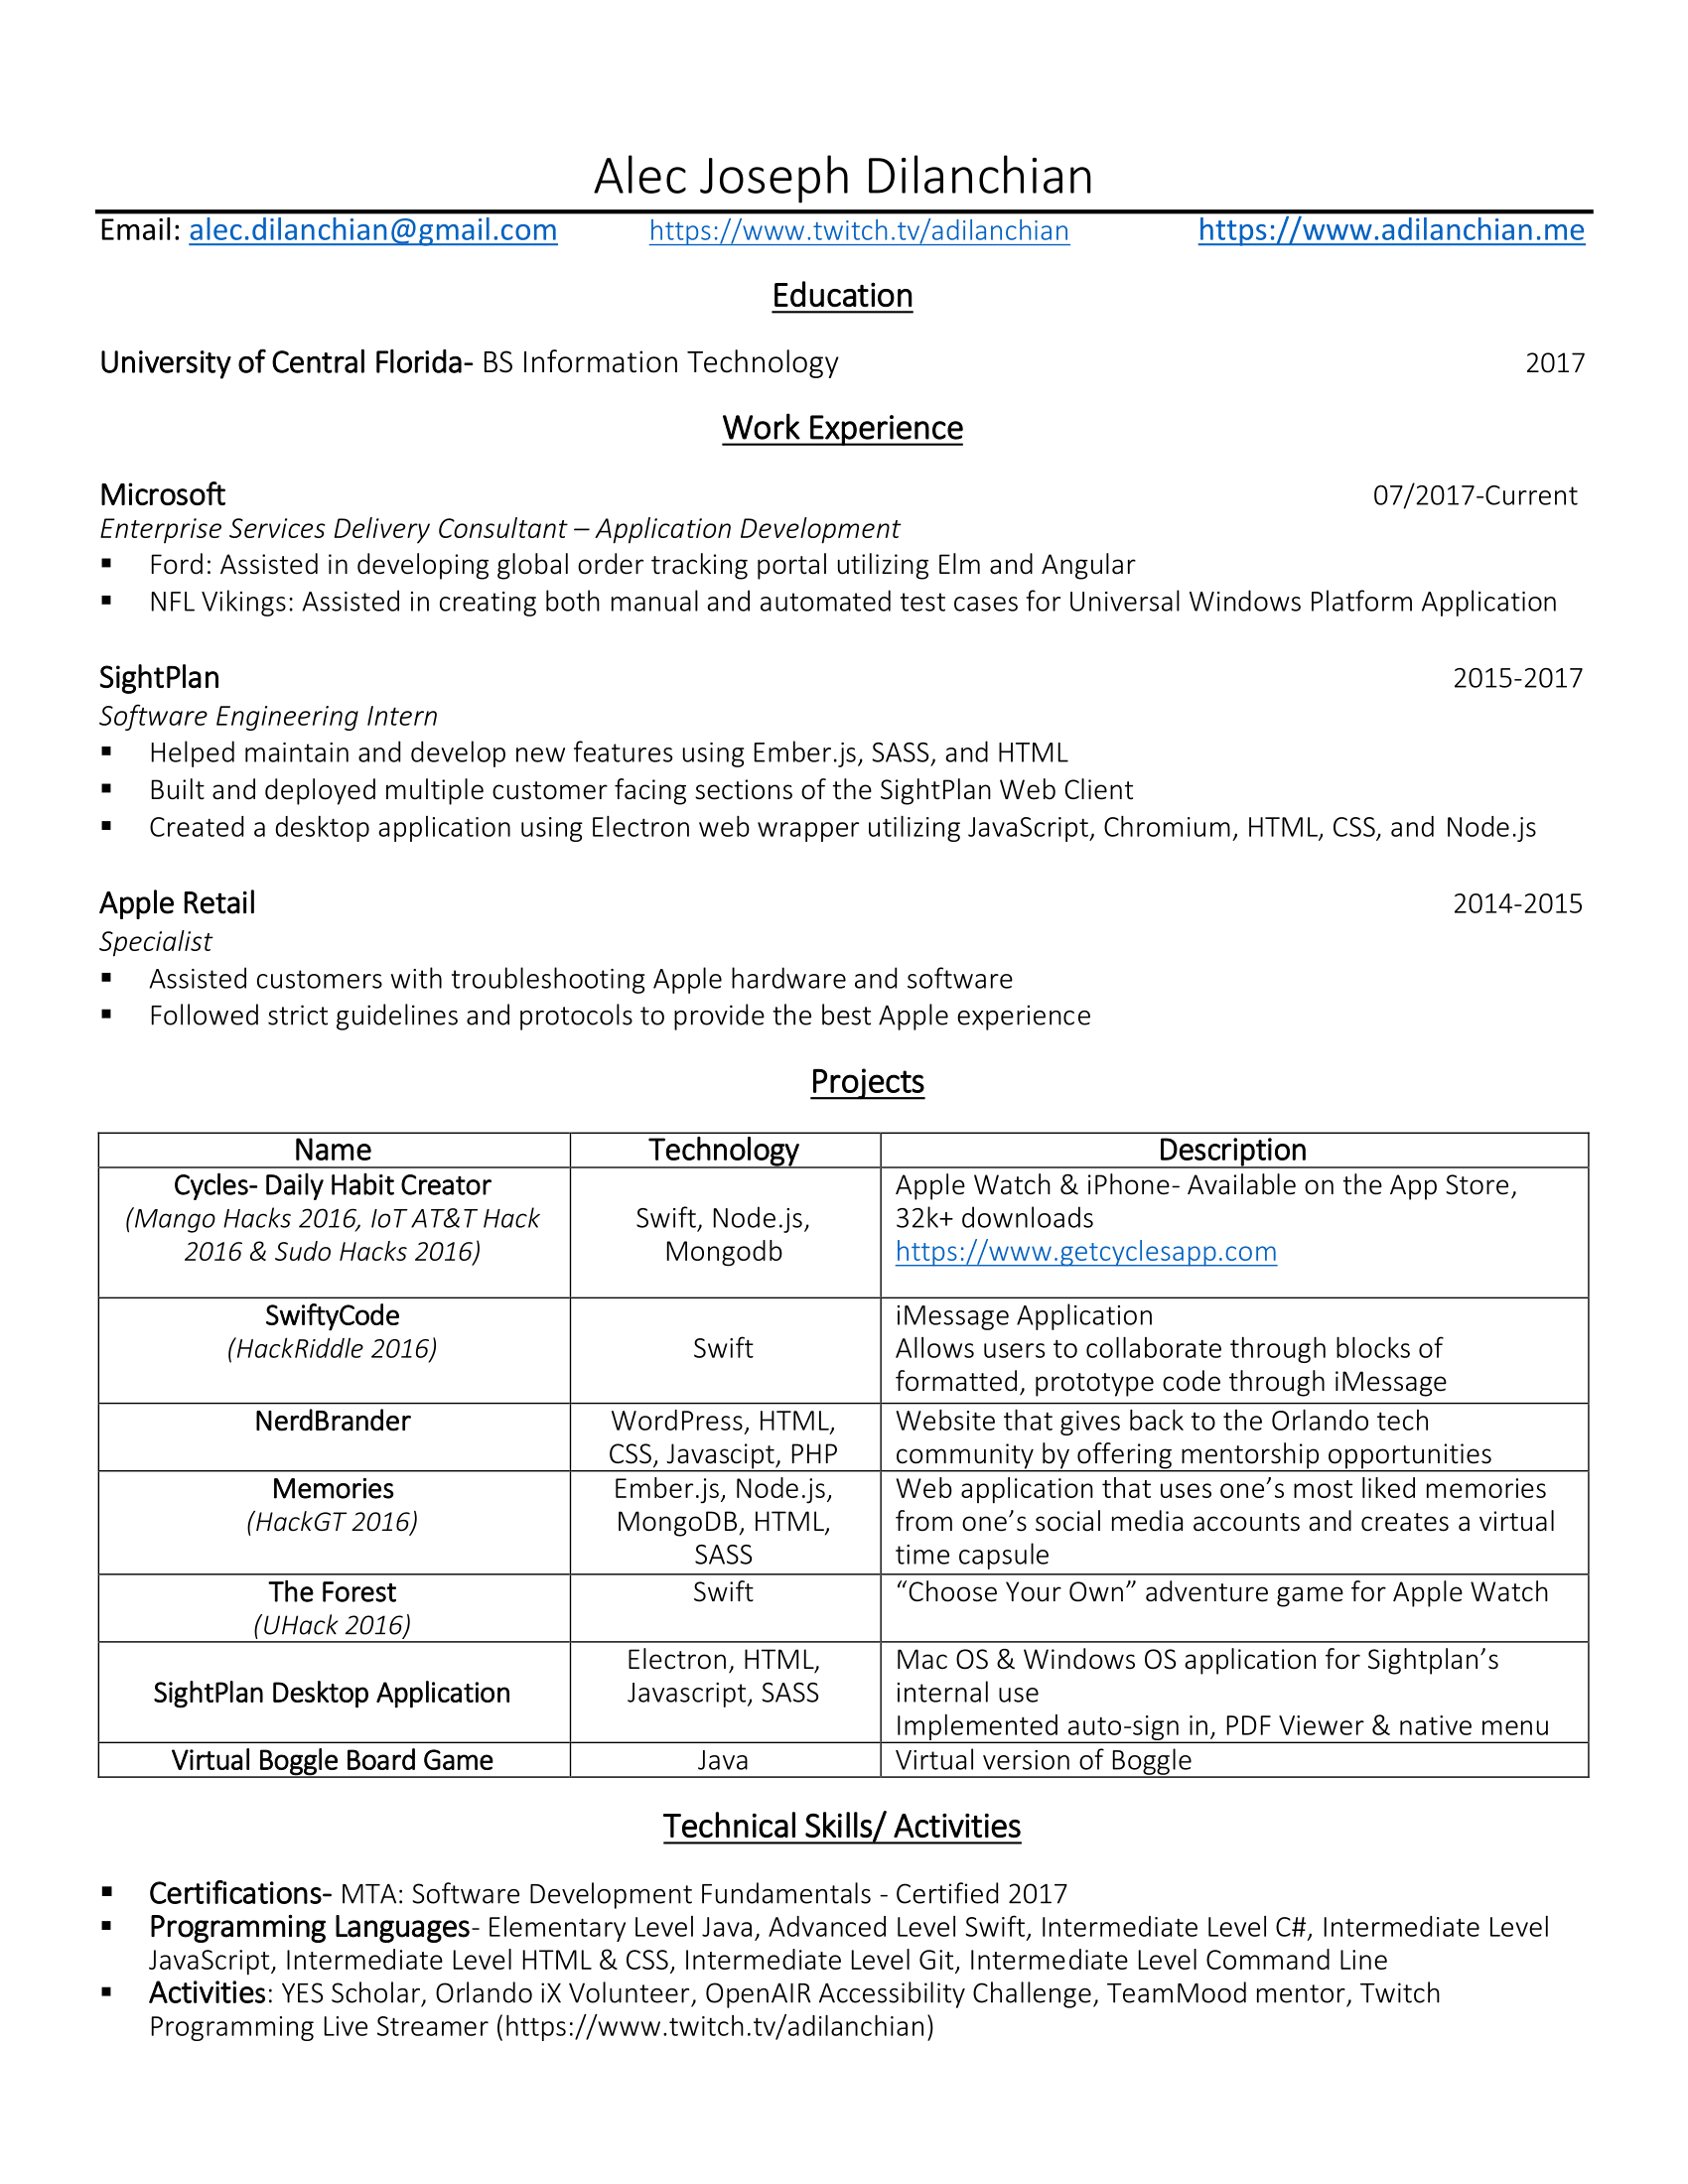 Alec Joseph Dilanchian
Email: alec.dilanchian@gmail.com https://www.twitch.tv/adilanchian https://www.adilanchian.me
Education
University of Central Florida- BS Information Technology 2017
Work Experience
Microsoft 07/2017-Current
Enterprise Services Delivery Consultant – Application Development
▪ Ford: Assisted in developing global order tracking portal utilizing Elm and Angular
▪ NFL Vikings: Assisted in creating both manual and automated test cases for Universal Windows Platform Application
SightPlan 2015-2017
Software Engineering Intern
▪ Helped maintain and develop new features using Ember.js, SASS, and HTML
▪ Built and deployed multiple customer facing sections of the SightPlan Web Client
▪ Created a desktop application using Electron web wrapper utilizing JavaScript, Chromium, HTML, CSS, and Node.js
Apple Retail 2014-2015
Specialist
▪ Assisted customers with troubleshooting Apple hardware and software
▪ Followed strict guidelines and protocols to provide the best Apple experience
Projects
Name Technology Description
Cycles- Daily Habit Creator
(Mango Hacks 2016, IoT AT&T Hack
2016 & Sudo Hacks 2016)
Swift, Node.js,
Mongodb
Apple Watch & iPhone- Available on the App Store,
32k+ downloads
https://www.getcyclesapp.com
SwiftyCode
(HackRiddle 2016)
Swift
iMessage Application
Allows users to collaborate through blocks of
formatted, prototype code through iMessage
NerdBrander
WordPress, HTML,
CSS, Javascipt, PHP
Website that gives back to the Orlando tech
community by offering mentorship opportunities
Memories
(HackGT 2016)
Ember.js, Node.js,
MongoDB, HTML,
SASS
Web application that uses one’s most liked memories
from one’s social media accounts and creates a virtual
time capsule
The Forest
(UHack 2016)
Swift
“Choose Your Own” adventure game for Apple Watch
SightPlan Desktop Application
Electron, HTML,
Javascript, SASS
Mac OS & Windows OS application for Sightplan’s
internal use
Implemented auto-sign in, PDF Viewer & native menu
Virtual Boggle Board Game
Java
Virtual version of Boggle
Technical Skills/ Activities
▪ Certifications- MTA: Software Development Fundamentals - Certified 2017
▪ Programming Languages- Elementary Level Java, Advanced Level Swift, Intermediate Level C#, Intermediate Level
JavaScript, Intermediate Level HTML & CSS, Intermediate Level Git, Intermediate Level Command Line
▪ Activities: YES Scholar, Orlando iX Volunteer, OpenAIR Accessibility Challenge, TeamMood mentor, Twitch
Programming Live Streamer (https://www.twitch.tv/adilanchian)